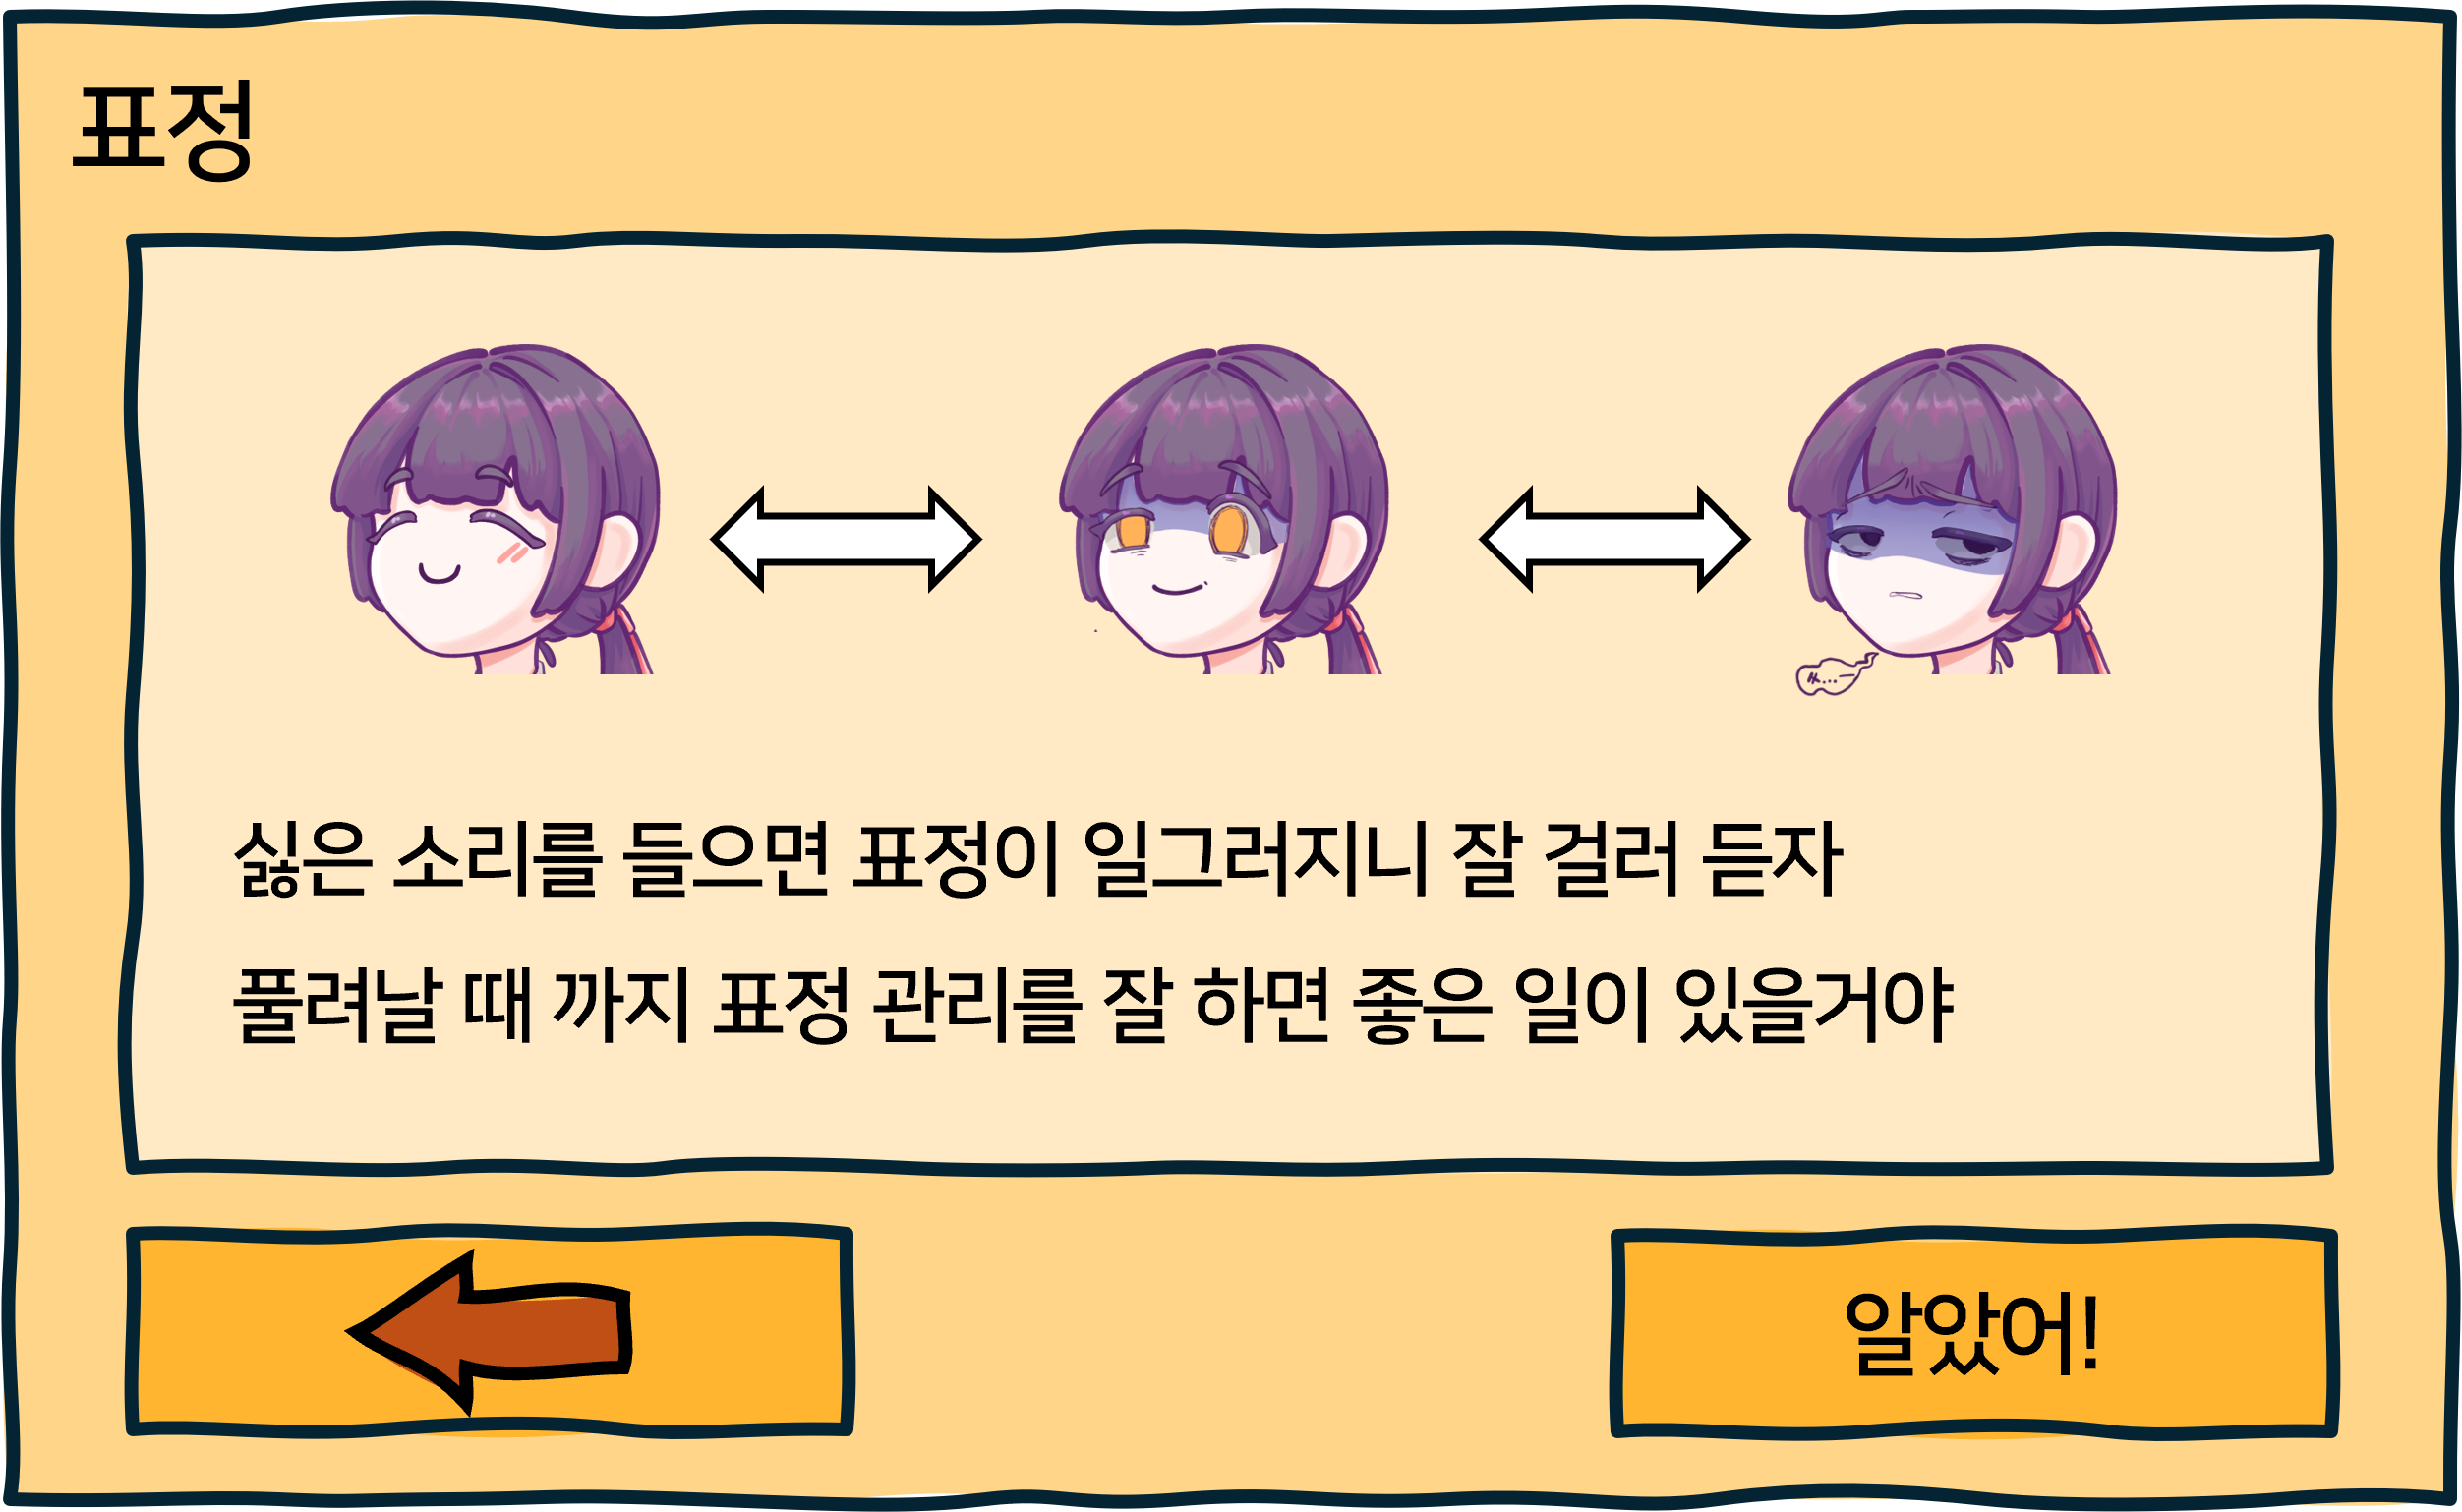 표정
싫은 소리를 들으면 표정이 일그러지니 잘 걸러 듣자
풀려날 때 까지 표정 관리를 잘 하면 좋은 일이 있을거야
알았어!